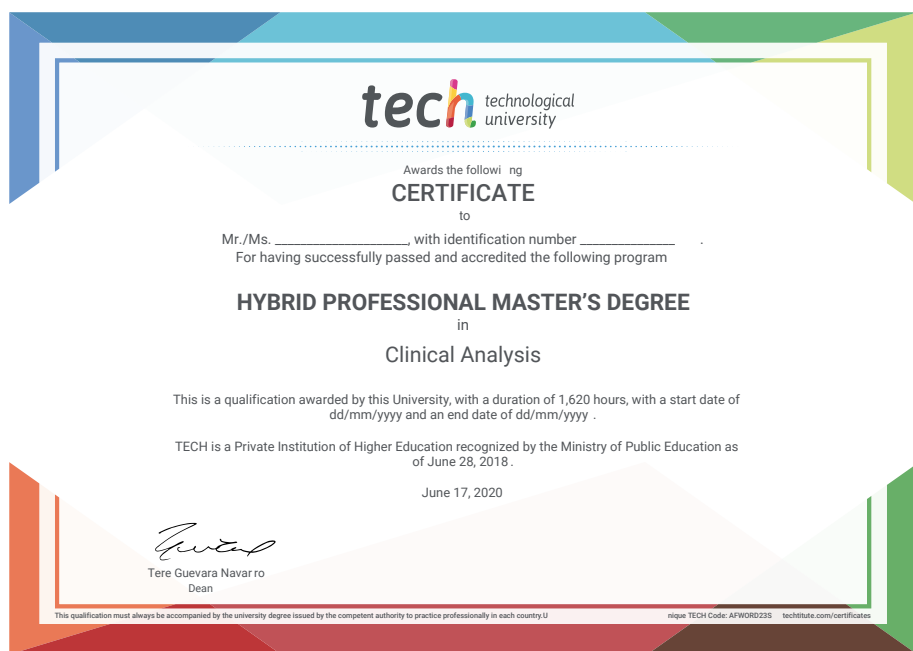 tech technological
university
Awards the followi ng
CERTIFICATE
to
Mr./Ms. _____________________, with identification number _______________ .
For having successfully passed and accredited the following program
HYBRID PROFESSIONAL MASTER'S DEGREE
in
Clinical Analysis
This is a qualification awarded by this University, with a duration of 1,620 hours, with a start date of
dd/mm/yyyy and an end date of dd/mm/yyyy .
TECH is a Private Institution of Higher Education recognized by the Ministry of Public Education as
of June 28, 2018 .
June 17, 2020
Tere Guevara Navar ro
Dean
This qualification must always be accompanied by the university degree issued by the competent authority to practice professionally in each country.U nique TECH Code: AFWORD23S techtitute.com/certificates